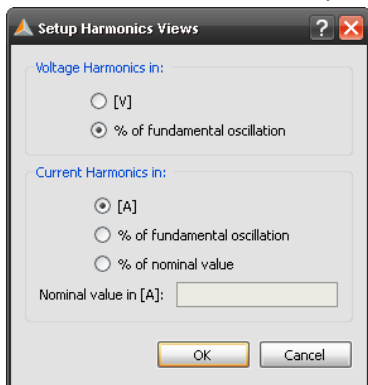 Setup Harmonics Views
Voltage Harmonics in:
[V]
% of fundamental oscillation
Current Harmonics in:
[A]
% of fundamental oscillation
% of nominal value
Nominal value in [A]:
OK Cancel